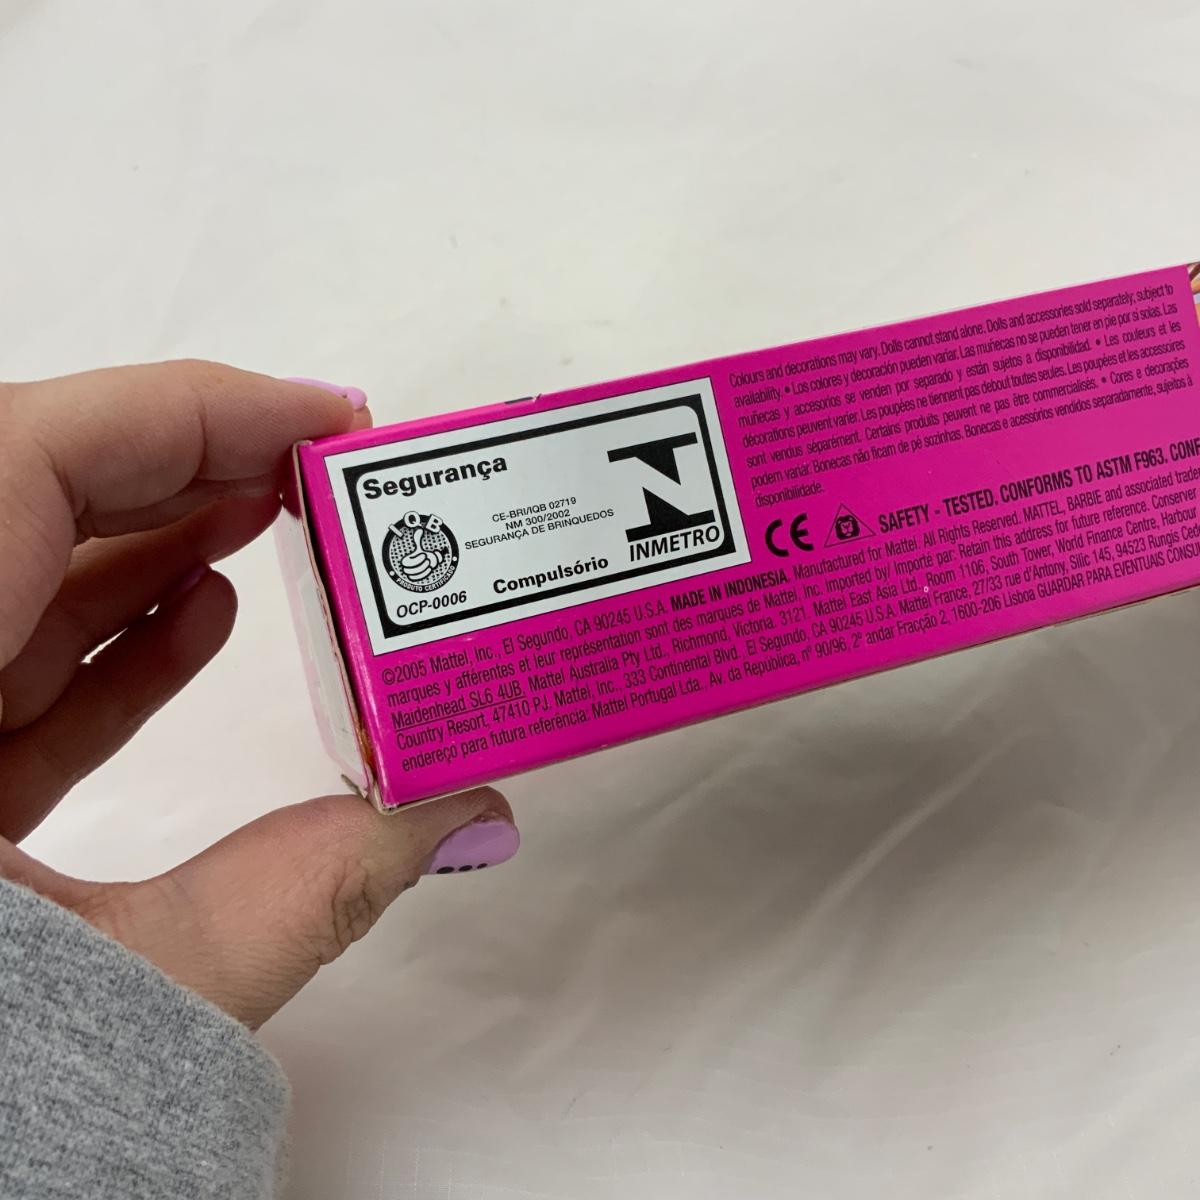 Segurança
IQB
PRODUTO CERTIFICADO
OCP-0006
CE-BRI/IQB 02719
NM 300/2002
SEGURANÇA DE BRINQUEDOS
Compulsório
INMETRO
Colours and decorations may vary. Dolls cannot stand alone. Dolls and accessories sold separately, subject to
availability. • Los colores y decoración pueden variar. Las muñecas no se pueden tener en pie por sí solas. Las
muñecas y accesorios se venden por separado y están sujetos a disponibilidad. • Les couleurs et les
décorations peuvent varier. Les poupées ne tiennent pas debout toutes seules. Les poupées et les accessoires
sont vendus séparément. Certains produits peuvent ne pas être commercialisés. • Cores e decorações
podem variar. Bonecas não ficam de pé sozinhas. Bonecas e acessórios vendidos separadamente, sujeitos à
disponibilidade.
CE SAFETY - TESTED. CONFORMS TO ASTM F963.
©2005 Mattel, Inc., El Segundo, CA 90245 U.S.A. MADE IN INDONESIA. Manufactured for Mattel. All Rights Reserved. MATTEL, BARBIE and associated
marques y afférentes et leur représentation sont des marques de Mattel, Inc. Imported by/ Importé par: Retain this address for future reference. Conserver
Maidenhead SL6 4UB. Mattel Australia Pty Ltd., Richmond, Victoria. 3121. Mattel East Asia Ltd., Room 1106, South Tower, World Finance Centre, Harbour
Country Resort, 47410 PJ. Mattel, Inc., 333 Continental Blvd., El Segundo, CA 90245 U.S.A. Mattel France, 27/33 rue d'Antony, Silic 145, 94523 Rungis
endereço para futura referência: Mattel Portugal Lda., Av. da República, nº 90/96, 2º andar Fracção 2, 1600-206 Lisboa GUARDAR PARA EVENTUAIS